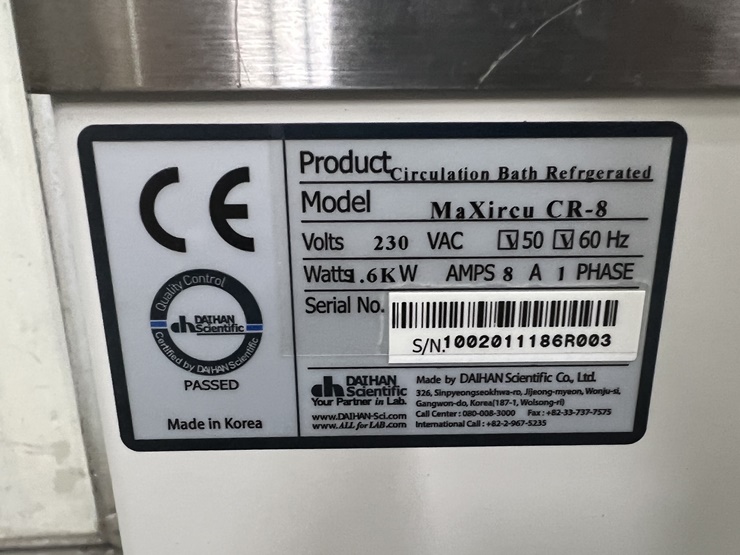 CE
Quality Control
DAIHAN
Scientific
Certified by DAIHAN Scientific
PASSED
Made in Korea
Product Circulation Bath Refrgerated
Model MaXircu CR-8
Volts 230 VAC V 50 V 60 Hz
Watts 1.6K W AMPS 8 A 1 PHASE
Serial No.
S/N.1002011186R003
DAIHAN
Scientific
Your Partner in Lab.
www.DAIHAN-Sci.com
www.ALL for LAB.com
Made by DAIHAN Scientific Co., Ltd.
326, Sinpyeongseokhwa-ro, Jijeong-myeon, Wonju-si,
Gangwon-do, Korea(187-1, Wolsong-ri)
Call Center : 080-008-3000 Fax : +82-33-737-7575
International Call : +82-2-967-5235